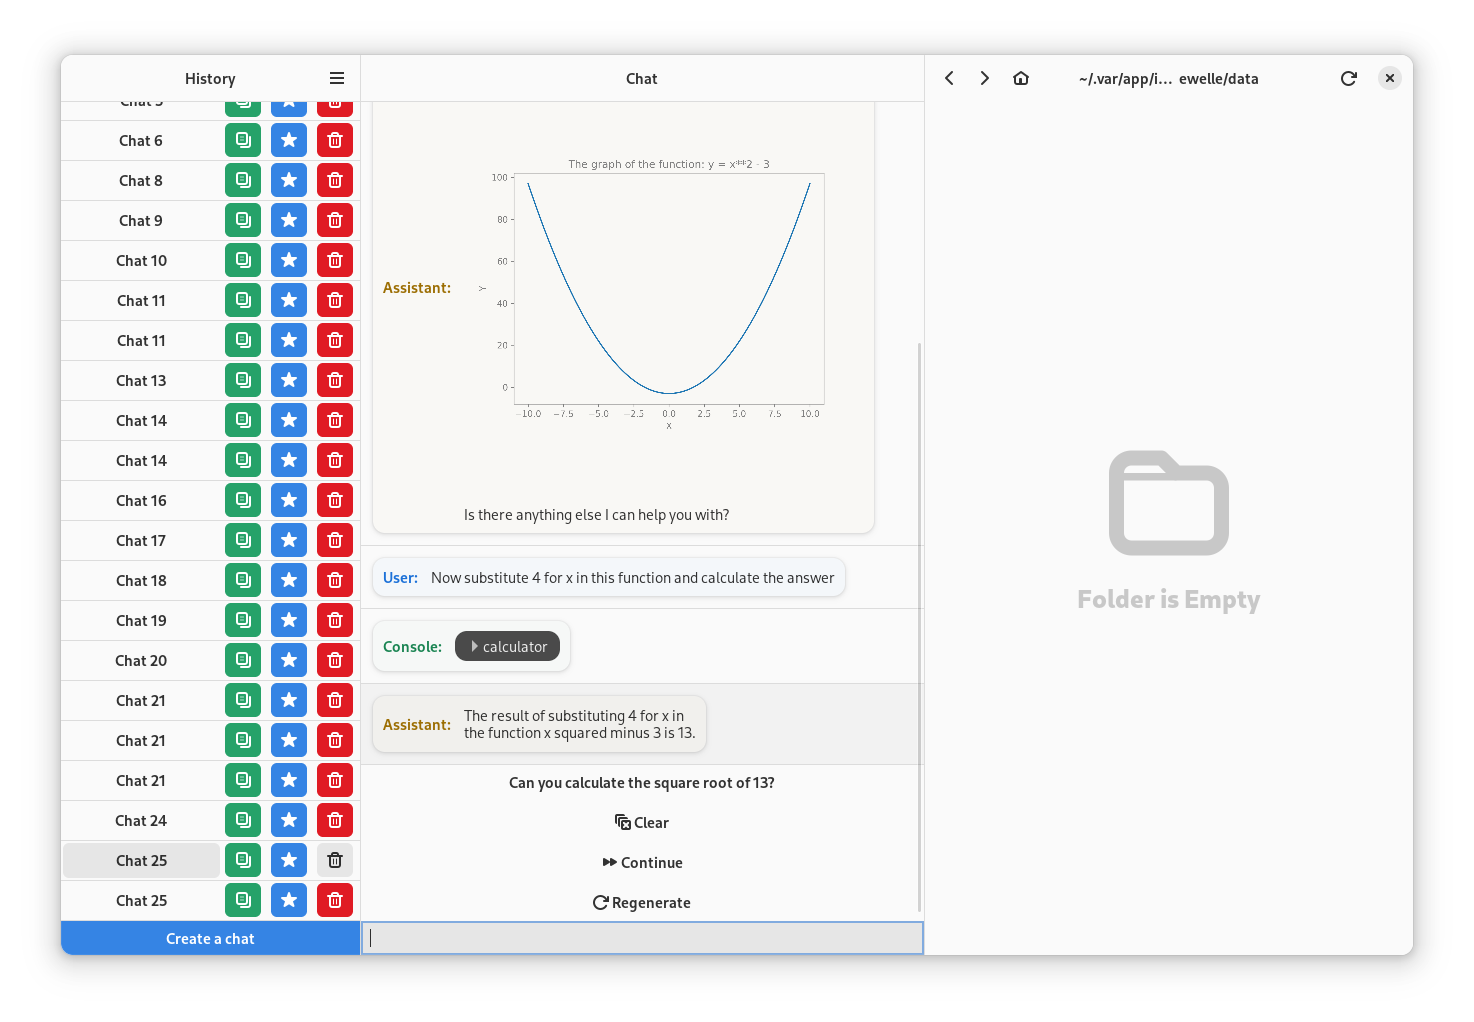 History
Chat
~/.var/app/i… ewelle/data
Chat 5
Chat 6
Chat 8
Chat 9
Chat 10
Chat 11
Chat 11
Chat 13
Chat 14
Chat 14
Chat 16
Chat 17
Chat 18
Chat 19
Chat 20
Chat 21
Chat 21
Chat 21
Chat 24
Chat 25
Chat 25
Create a chat
Assistant:
The graph of the function: y = x**2 - 3
100
80
60
40
20
0
Y
−10.0 −7.5 −5.0 −2.5 0.0 2.5 5.0 7.5 10.0
x
Is there anything else I can help you with?
User: Now substitute 4 for x in this function and calculate the answer
Console: calculator
Assistant: The result of substituting 4 for x in
the function x squared minus 3 is 13.
Can you calculate the square root of 13?
Clear
Continue
Regenerate
Folder is Empty